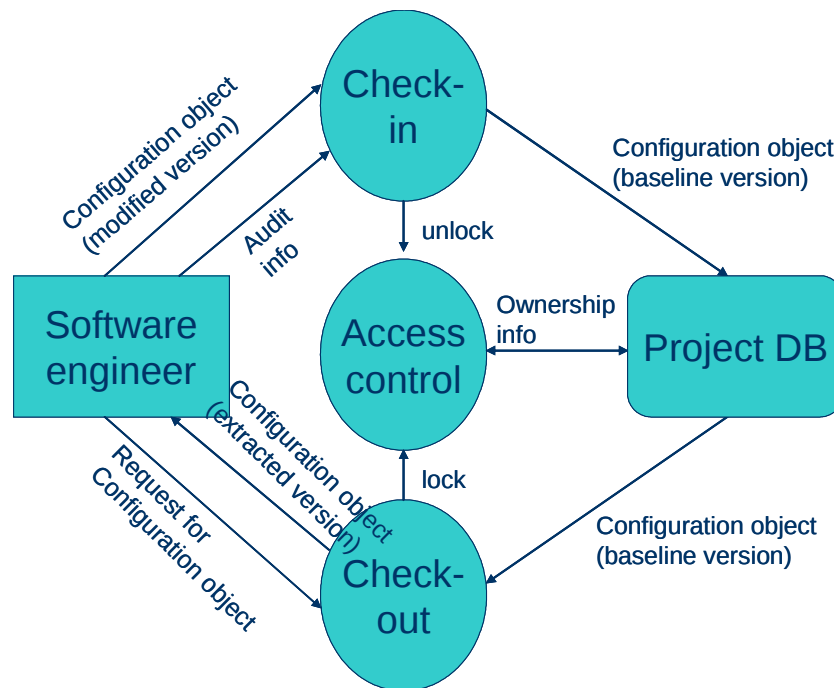 Check-
in
Configuration object
(modified version)
Audit
info
Configuration object
(baseline version)
unlock
Software
engineer
Access
control
Ownership
info
Project DB
Configuration object
(extracted version)
Request for
Configuration object
lock
Check-
out
Configuration object
(baseline version)